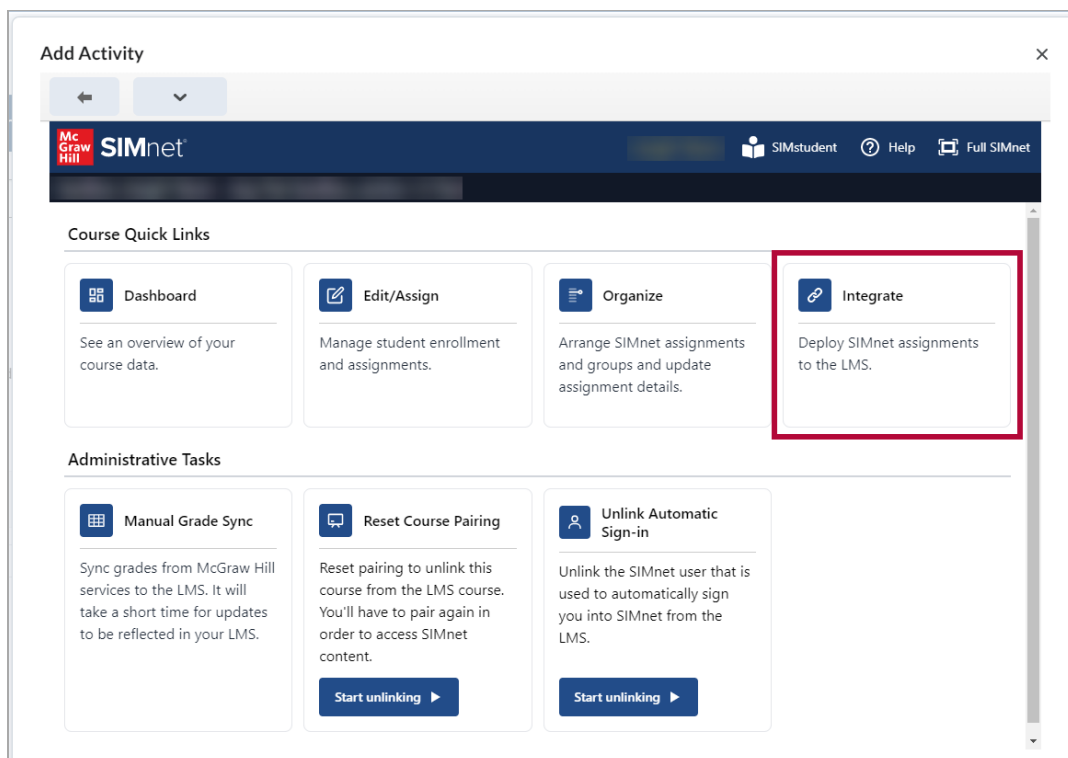 Add Activity
Mc
Graw
Hill
SIMnet
SIMstudent
Help
Full SIMnet
Course Quick Links
Dashboard
See an overview of your
course data.
Edit/Assign
Manage student enrollment
and assignments.
Organize
Arrange SIMnet assignments
and groups and update
assignment details.
Integrate
Deploy SIMnet assignments
to the LMS.
Administrative Tasks
Manual Grade Sync
Sync grades from McGraw Hill
services to the LMS. It will
take a short time for updates
to be reflected in your LMS.
Reset Course Pairing
Reset pairing to unlink this
course from the LMS course.
You'll have to pair again in
order to access SIMnet
content.
Start unlinking
Unlink Automatic
Sign-in
Unlink the SIMnet user that is
used to automatically sign
you into SIMnet from the
LMS.
Start unlinking